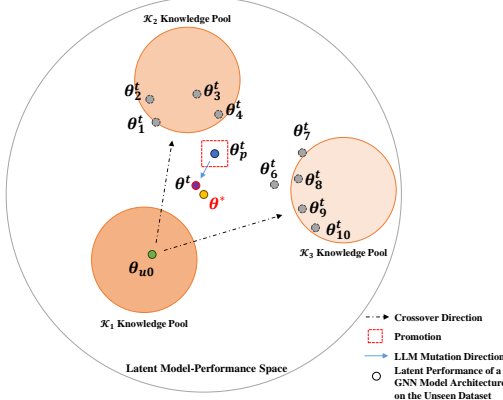 𝒦₂ Knowledge Pool
θ₂ᵗ
θ₃ᵗ
θ₄ᵗ
θ₁ᵗ
θₚᵗ
θ₇ᵗ
θ₆ᵗ
θ₈ᵗ
θᵗ
θ*
θ₉ᵗ
θ₁₀ᵗ
θᵤ₀
𝒦₃ Knowledge Pool
𝒦₁ Knowledge Pool
Latent Model-Performance Space
Crossover Direction
Promotion
LLM Mutation Direction
Latent Performance of a
GNN Model Architecture
on the Unseen Dataset